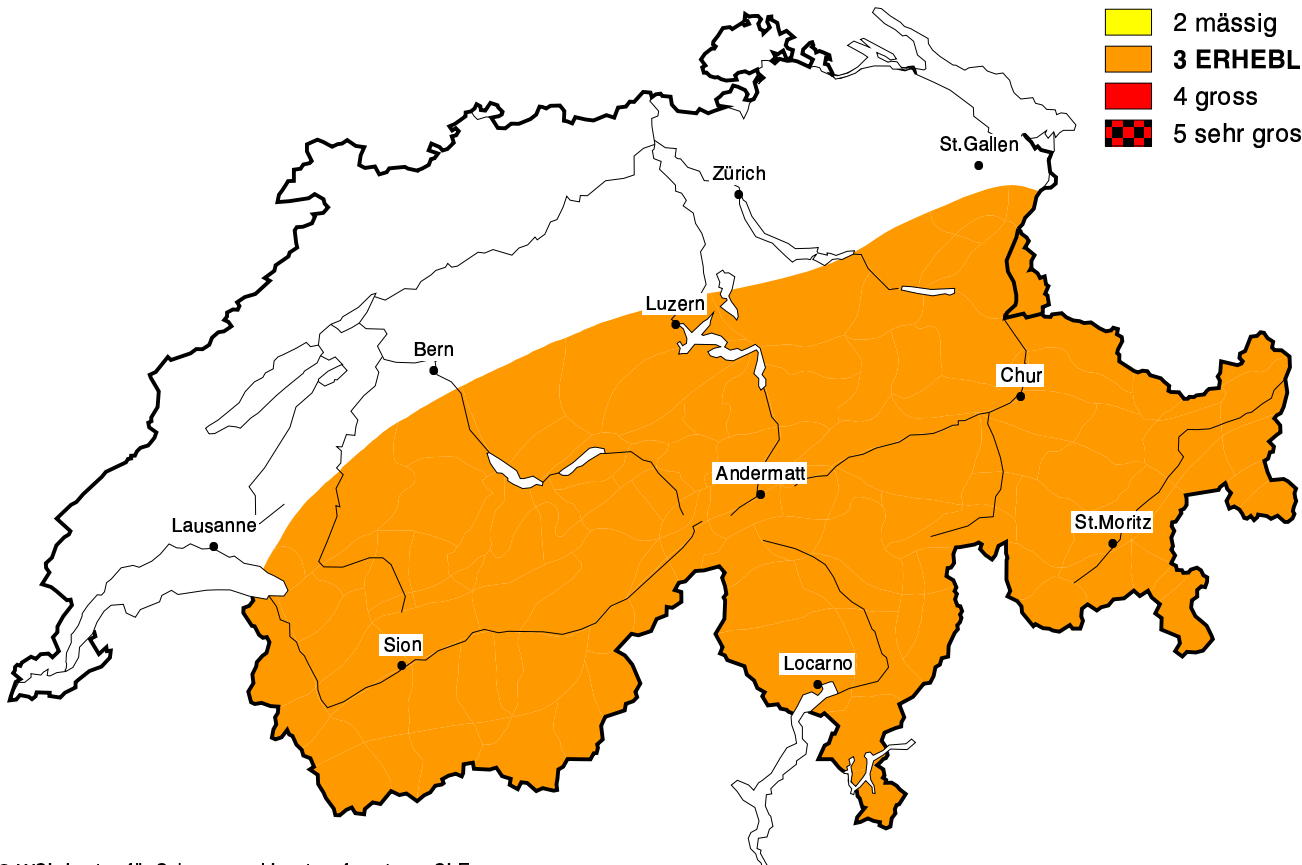 2 mässig
3 ERHEBL
4 gross
5 sehr gros
St.Gallen
Zürich
Luzern
Bern
Chur
Andermatt
St.Moritz
Lausanne
Sion
Locarno